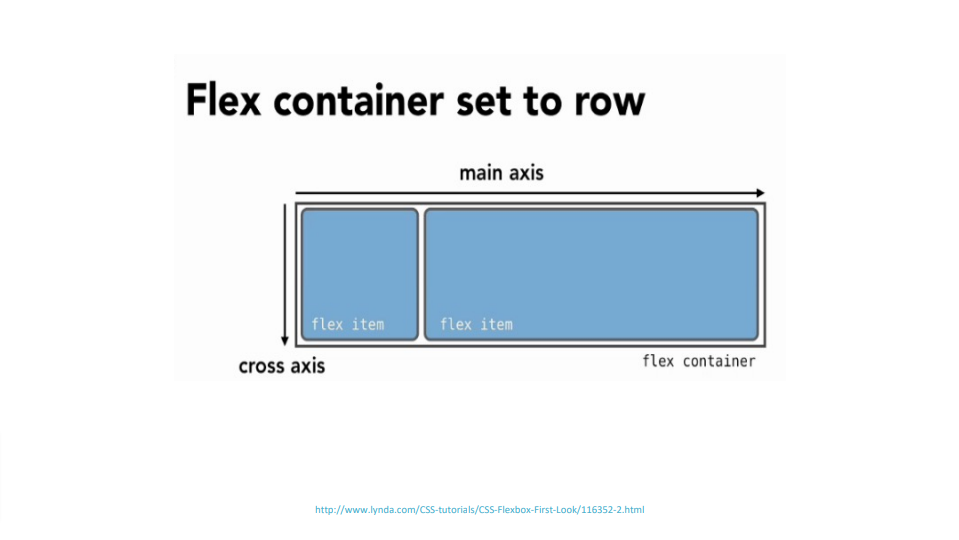 Flex container set to row
main axis
flex item
flex item
cross axis
flex container
http://www.lynda.com/CSS-tutorials/CSS-Flexbox-First-Look/116352-2.html